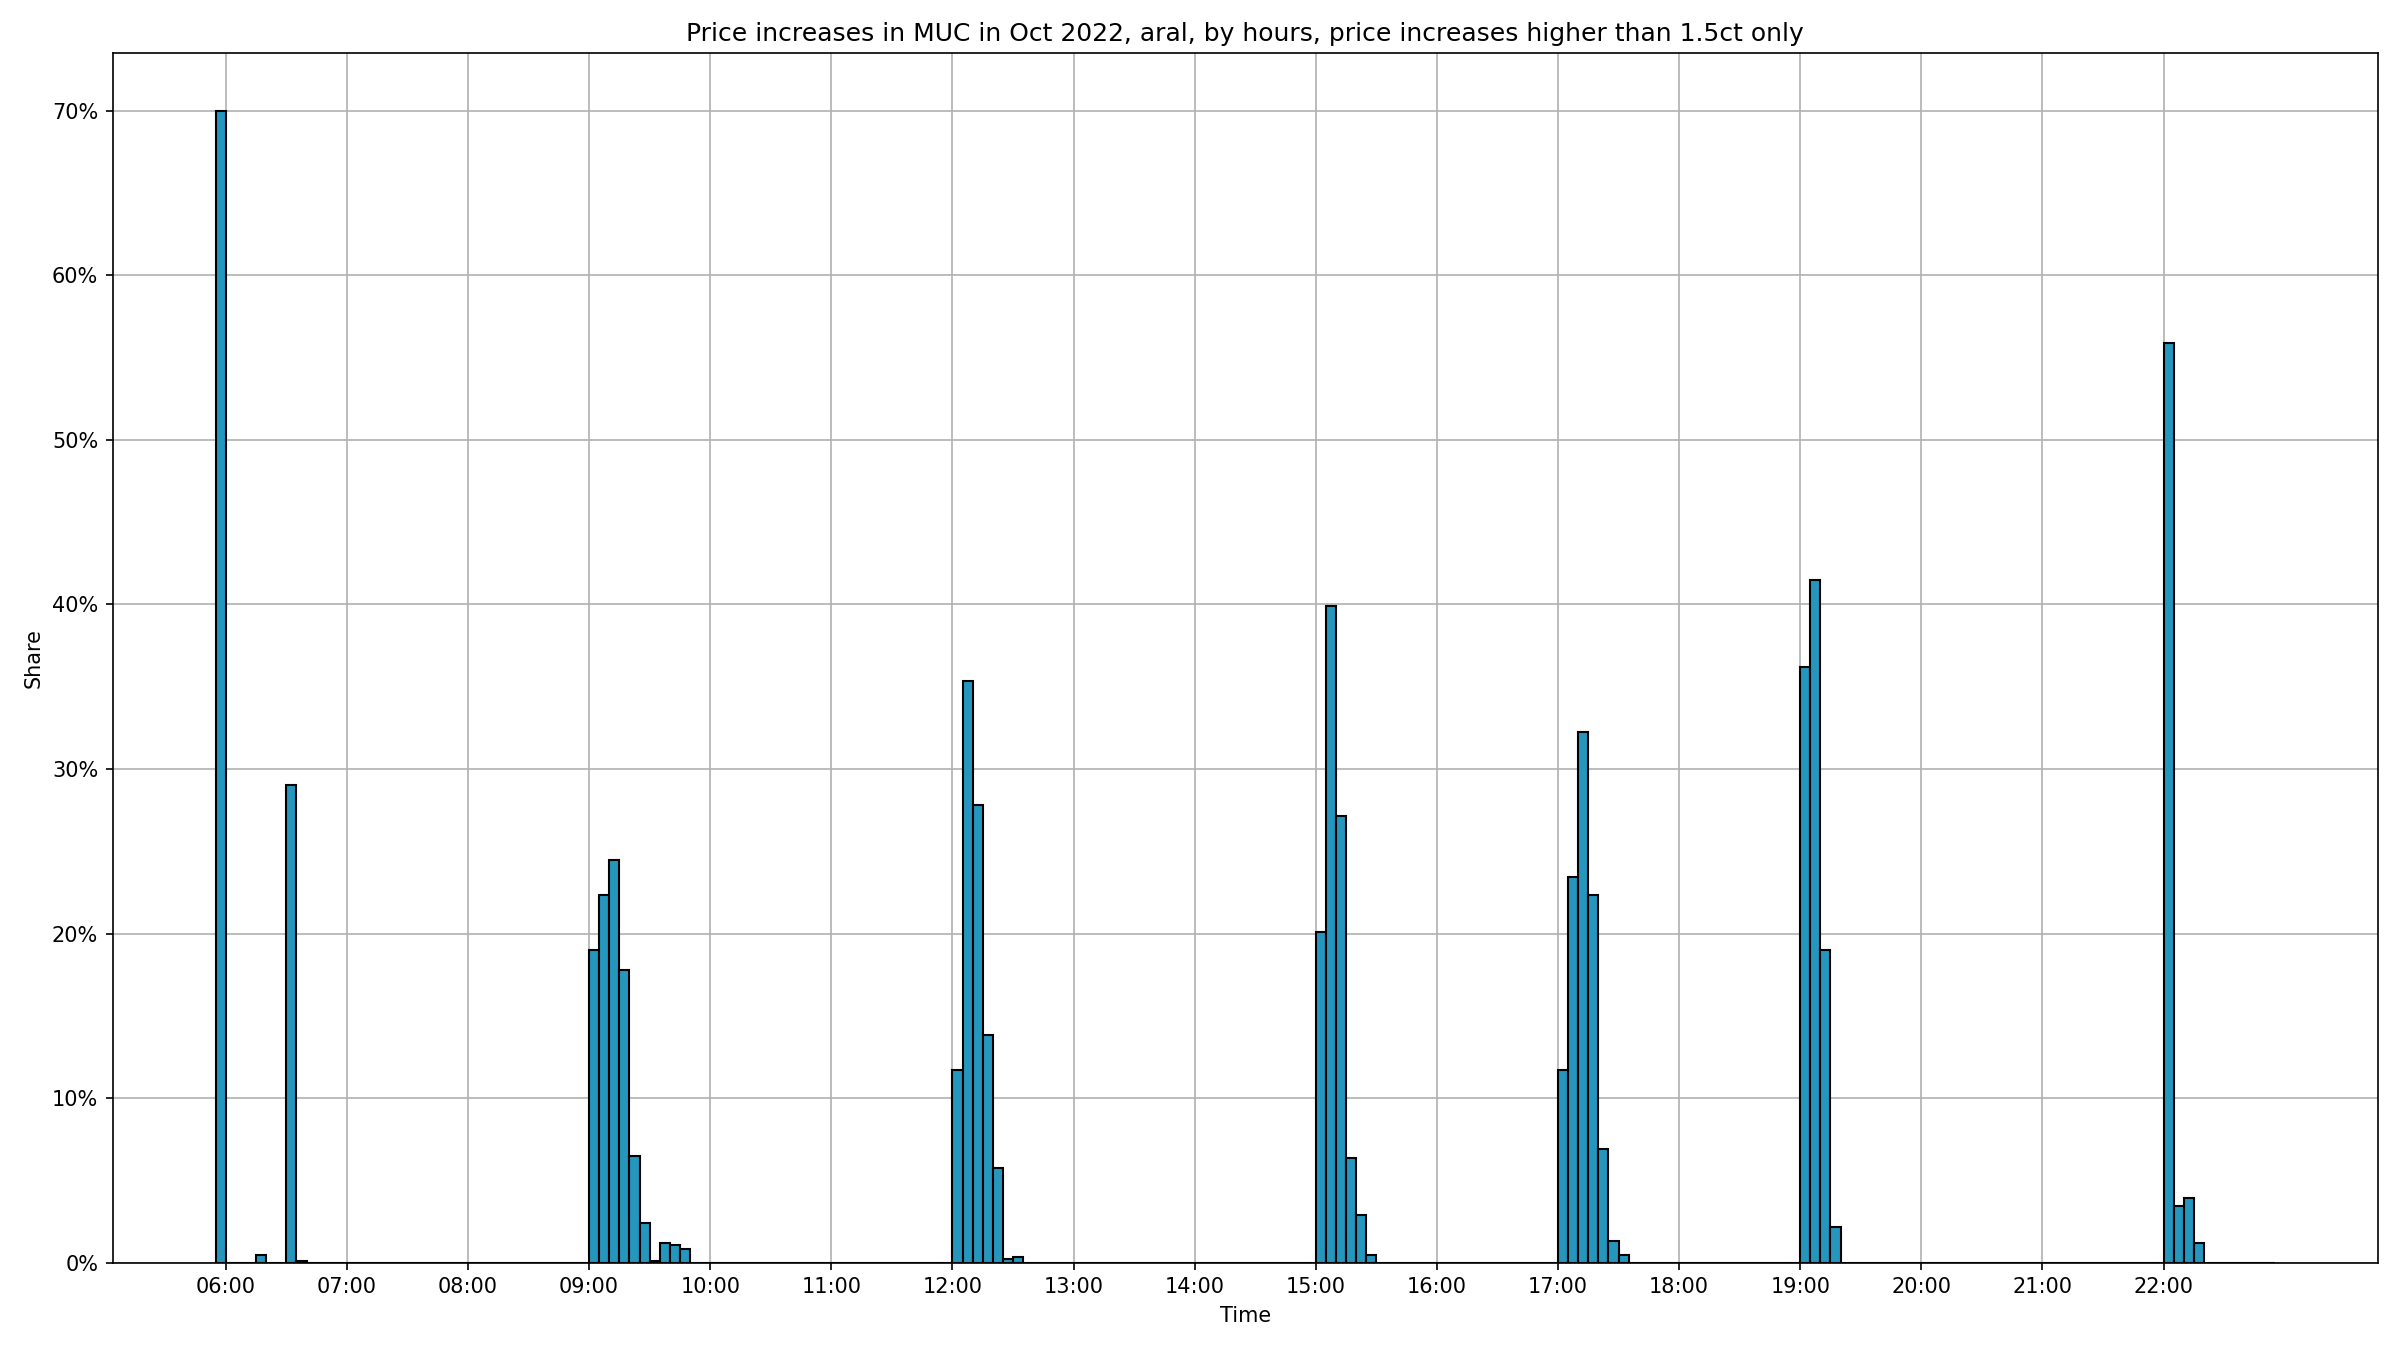 Price increases in MUC in Oct 2022, aral, by hours, price increases higher than 1.5ct only
70%
60%
50%
40%
30%
20%
10%
0%
Share
06:00 07:00 08:00 09:00 10:00 11:00 12:00 13:00 14:00 15:00 16:00 17:00 18:00 19:00 20:00 21:00 22:00
Time